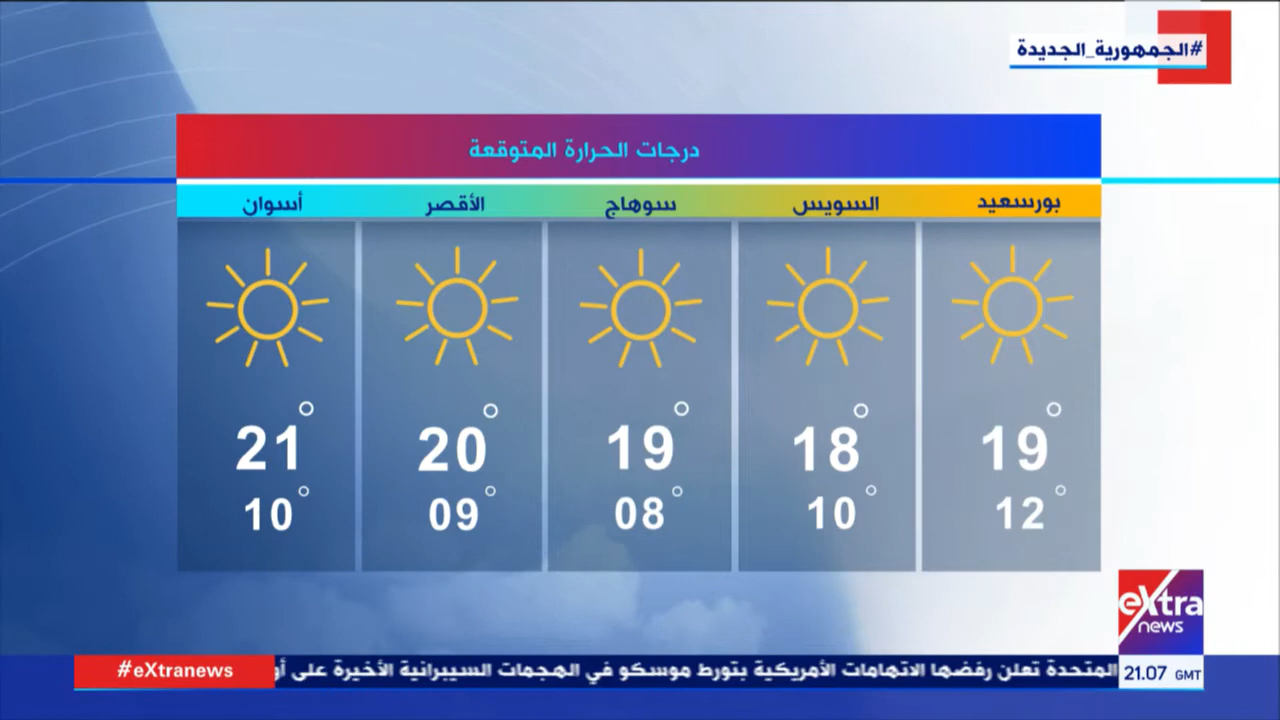 #الجمهورية_الجديدة
درجات الحرارة المتوقعة
بورسعيد السويس سوهاج الأقصر أسوان
19° 18° 19° 20° 21°
12° 10° 08° 09° 10°
eXtra
news
#eXtranews
المتحدة تعلن رفضها الاتهامات الأمريكية بتورط موسكو في الهجمات السيبرانية الأخيرة على
21.07 GMT